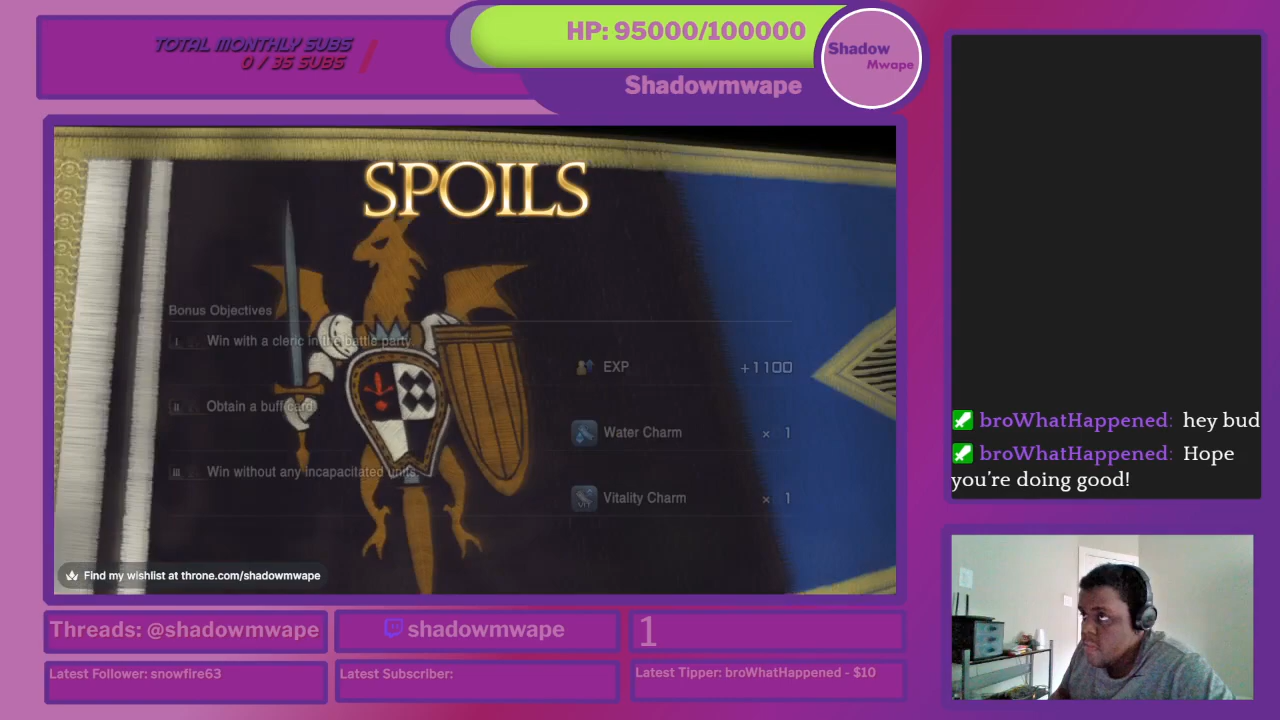 TOTAL MONTHLY SUBS
0 / 35 SUBS
HP: 95000/100000
Shadowmwape
Shadow
Mwape
SPOILS
Bonus Objectives
I Win with a cleric in the battle party.
II Obtain a buff card
III Win without any incapacitated units.
EXP +1100
Water Charm × 1
VIT Vitality Charm × 1
Find my wishlist at throne.com/shadowmwape
broWhatHappened: hey bud
broWhatHappened: Hope
you're doing good!
Threads: @shadowmwape
shadowmwape
1
Latest Follower: snowfire63
Latest Subscriber:
Latest Tipper: broWhatHappened - $10